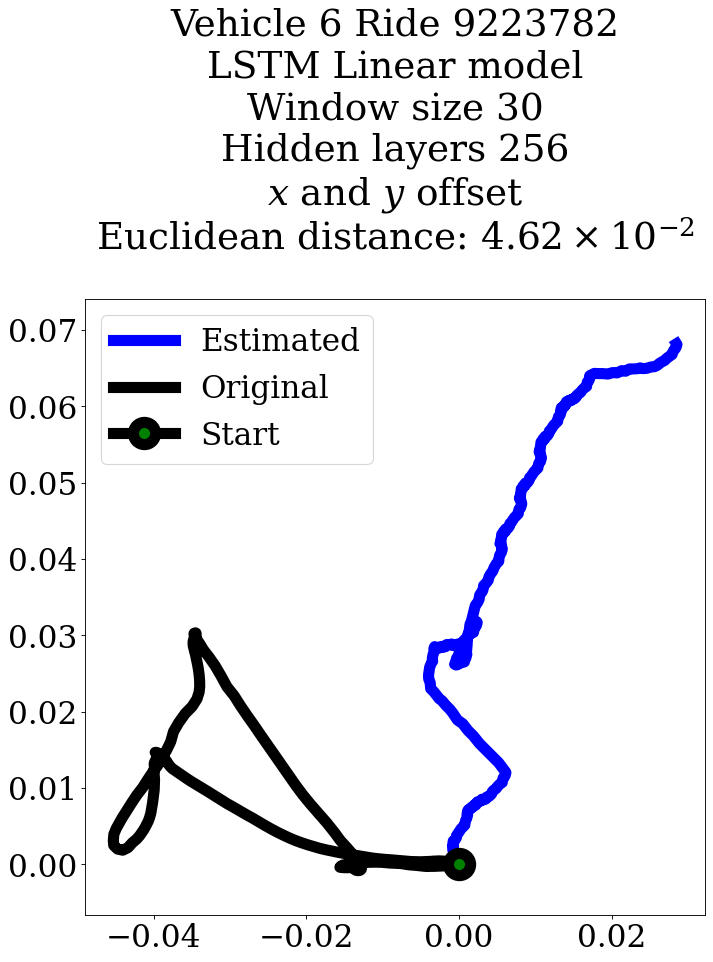 Vehicle 6 Ride 9223782
LSTM Linear model
Window size 30
Hidden layers 256
x and y offset
Euclidean distance: 4.62 × 10⁻²
Estimated
Original
Start
0.07
0.06
0.05
0.04
0.03
0.02
0.01
0.00
−0.04 −0.02 0.00 0.02